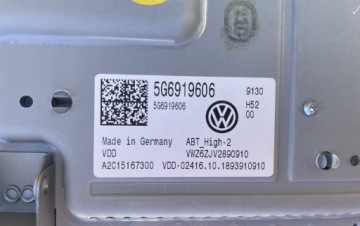 5G6919606 9130
5G6919606 H52
00
Made in Germany ABT_High-2
VDD VWZ6ZJV2890910
A2C15167300 VDD-02416.10.1893910910